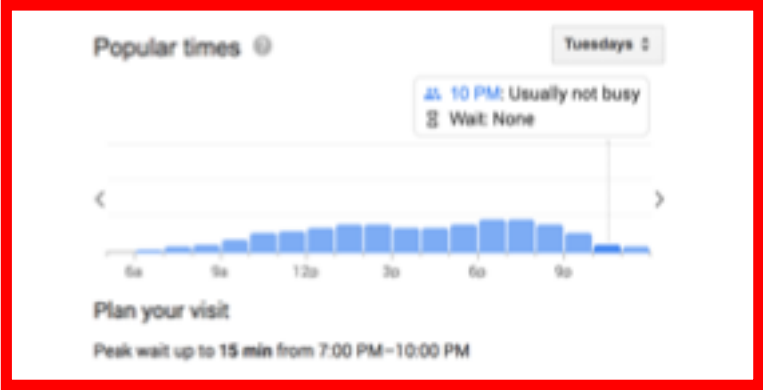 Popular times
Tuesdays
10 PM: Usually not busy
Wait: None
6a 9a 12p 3p 6p 9p
Plan your visit
Peak wait up to 15 min from 7:00 PM–10:00 PM